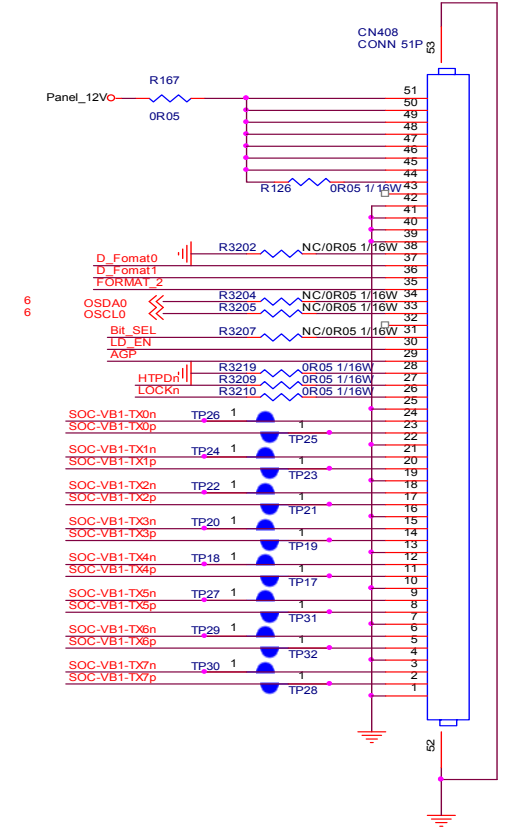 CN408
CONN 51P
53
R167
Panel_12V
0R05
51
50
49
48
47
46
45
44
R126 0R05 1/16W 43
42
41
40
39
R3202 NC/0R05 1/16W 38
D_Fomat0 37
D_Fomat1 36
FORMAT_2 35
6 OSDA0 R3204 NC/0R05 1/16W 34
6 OSCL0 R3205 NC/0R05 1/16W 33
32
Bit_SEL R3207 NC/0R05 1/16W 31
LD_EN 30
AGP 29
R3219 0R05 1/16W 28
HTPDn R3209 0R05 1/16W 27
LOCKn R3210 0R05 1/16W 26
25
SOC-VB1-TX0n TP26 1 24
SOC-VB1-TX0p 1 23
TP25 22
SOC-VB1-TX1n TP24 1 21
SOC-VB1-TX1p 1 20
TP23 19
SOC-VB1-TX2n TP22 1 18
SOC-VB1-TX2p 1 17
TP21 16
SOC-VB1-TX3n TP20 1 15
SOC-VB1-TX3p 1 14
TP19 13
SOC-VB1-TX4n TP18 1 12
SOC-VB1-TX4p 1 11
TP17 10
SOC-VB1-TX5n TP27 1 9
SOC-VB1-TX5p 1 8
TP31 7
SOC-VB1-TX6n TP29 1 6
SOC-VB1-TX6p 1 5
TP32 4
SOC-VB1-TX7n TP30 1 3
SOC-VB1-TX7p 1 2
TP28 1
52